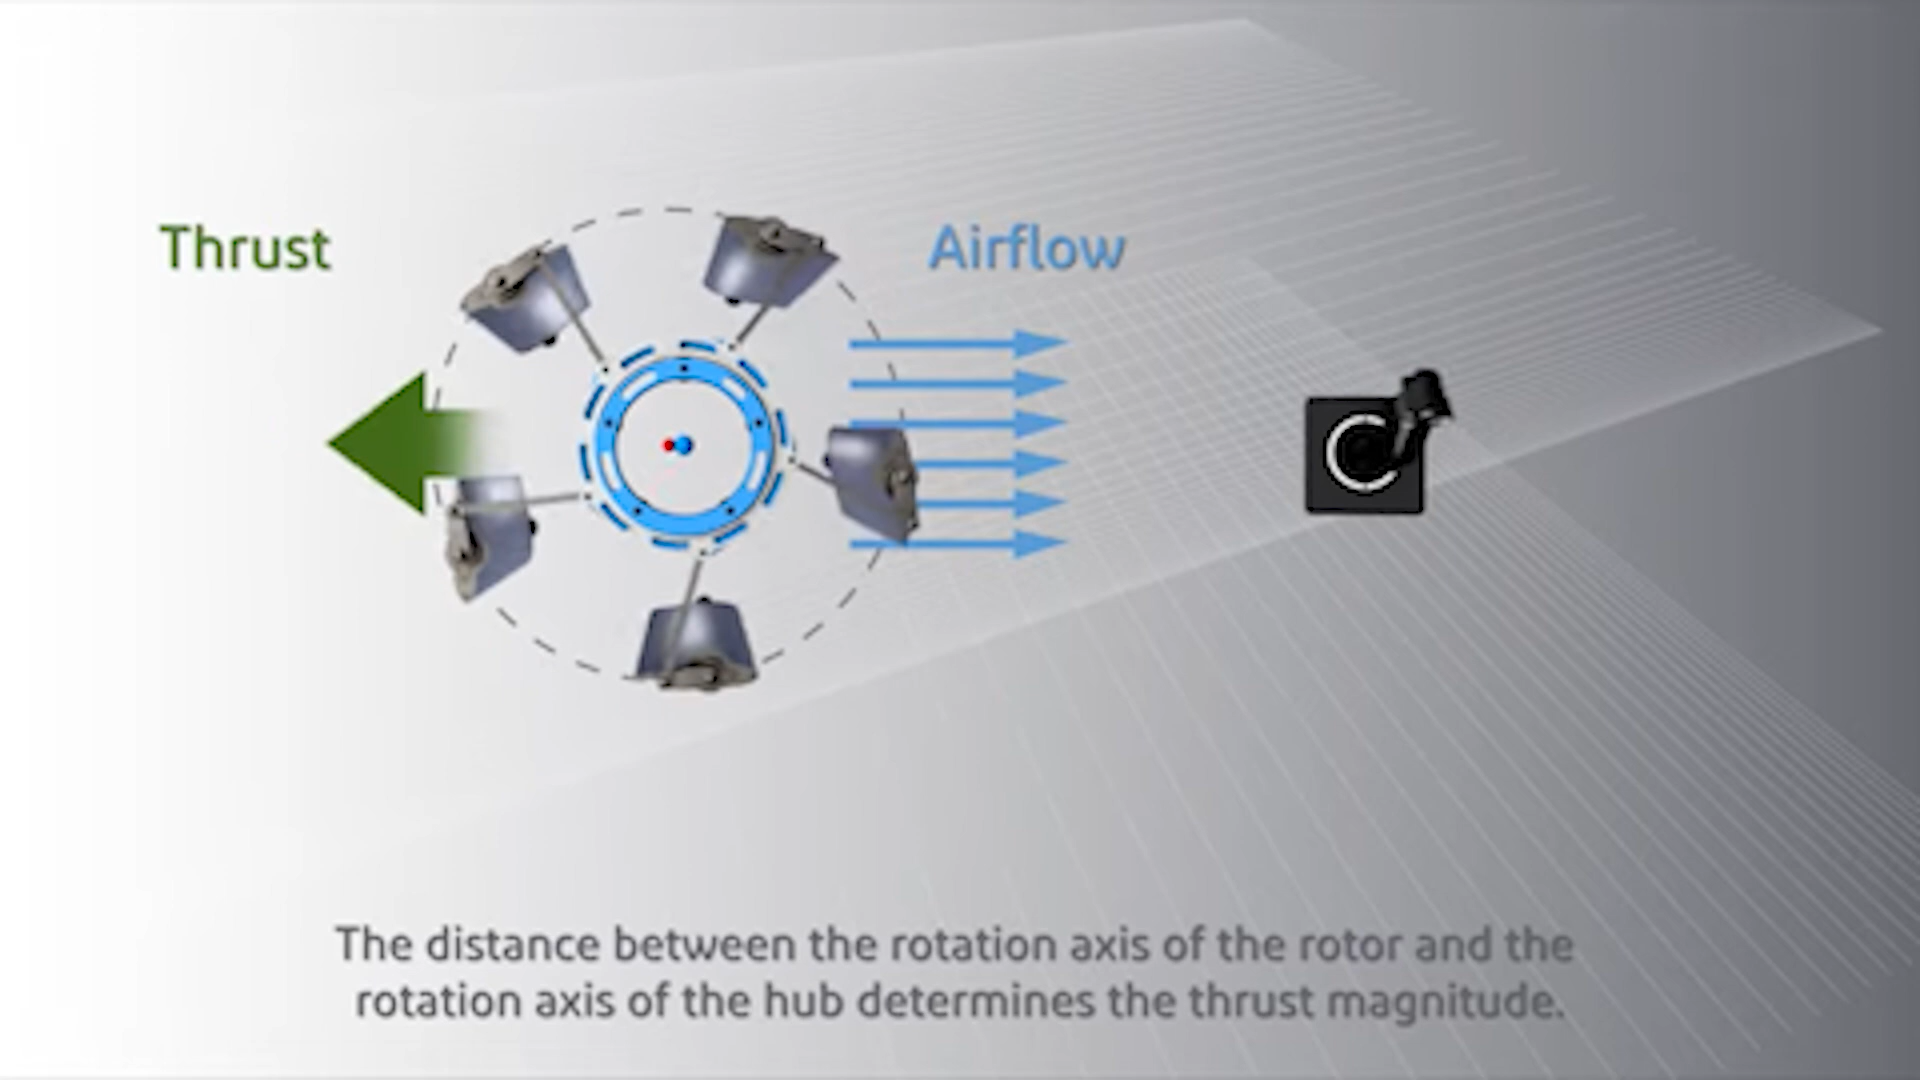 Thrust
Airflow
The distance between the rotation axis of the rotor and the
rotation axis of the hub determines the thrust magnitude.